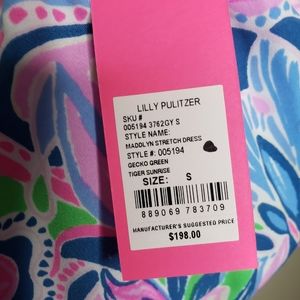 LILLY PULITZER
SKU #
005194 3762GY S
STYLE NAME:
MADOLYN STRETCH DRESS
STYLE #: 005194
GECKO GREEN
TIGER SUNRISE
SIZE: S
889069 783709
MANUFACTURER'S SUGGESTED PRICE
$198.00